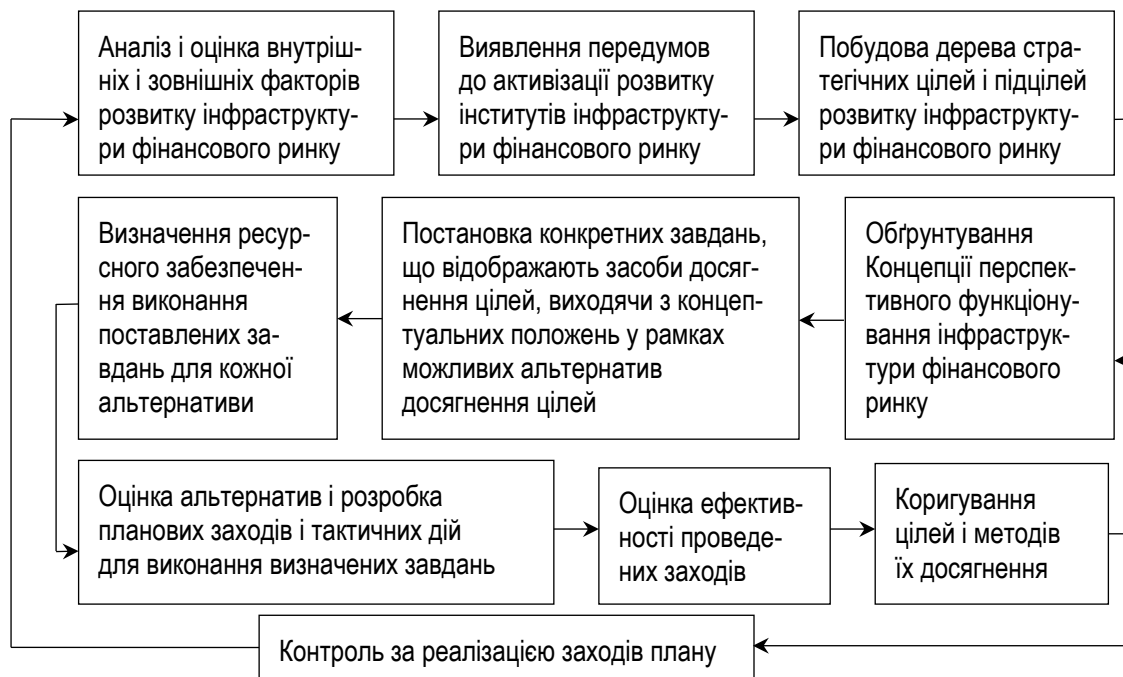 Аналіз і оцінка внутріш-
ніх і зовнішніх факторів
розвитку інфраструкту-
ри фінансового ринку
Виявлення передумов
до активізації розвитку
інститутів інфраструкту-
ри фінансового ринку
Побудова дерева стра-
тегічних цілей і підцілей
розвитку інфраструкту-
ри фінансового ринку
Визначення ресур-
сного забезпечен-
ня виконання
поставлених за-
вдань для кожної
альтернативи
Постановка конкретних завдань,
що відображають засоби досяг-
нення цілей, виходячи з концеп-
туальних положень у рамках
можливих альтернатив
досягнення цілей
Обґрунтування
Концепції перспек-
тивного функціону-
вання інфраструк-
тури фінансового
ринку
Оцінка альтернатив і розробка
планових заходів і тактичних дій
для виконання визначених завдань
Оцінка ефектив-
ності проведе-
них заходів
Коригування
цілей і методів
їх досягнення
Контроль за реалізацією заходів плану